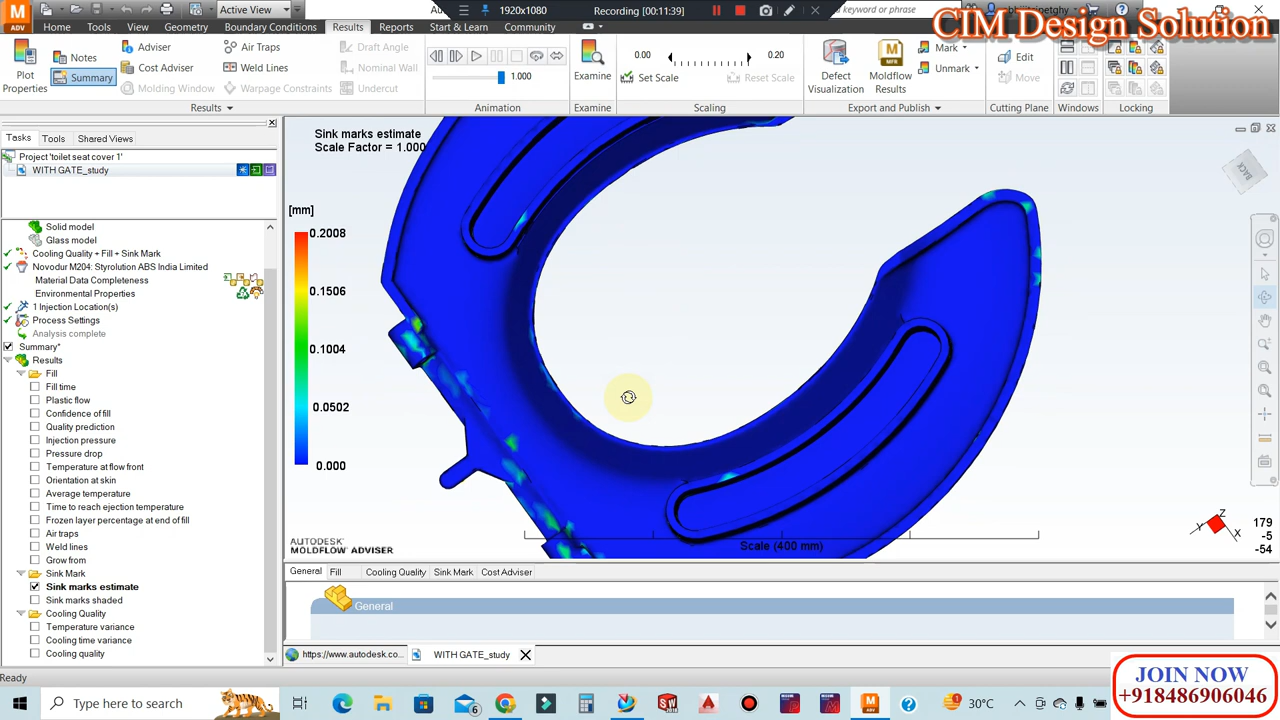 M
ADV
Active View
Au
1920x1080
Recording [00:11:39]
keyword or phrase
abhijittripetghy
CIM Design Solution
Home
Tools
View
Geometry
Boundary Conditions
Results
Reports
Start & Learn
Community
Plot
Properties
Notes
Summary
Adviser
Cost Adviser
Molding Window
Air Traps
Weld Lines
Warpage Constraints
Draft Angle
Nominal Wall
Undercut
1.000
Examine
0.00
0.20
Set Scale
Reset Scale
Defect
Visualization
Moldflow
Results
Mark
Unmark
Edit
Move
Results
Animation
Examine
Scaling
Export and Publish
Cutting Plane
Windows
Locking
Tasks
Tools
Shared Views
Project 'toilet seat cover 1'
WITH GATE_study
Solid model
Glass model
Cooling Quality + Fill + Sink Mark
Novodur M204: Styrolution ABS India Limited
Material Data Completeness
Environmental Properties
1 Injection Location(s)
Process Settings
Analysis complete
Summary*
Results
Fill
Fill time
Plastic flow
Confidence of fill
Quality prediction
Injection pressure
Pressure drop
Temperature at flow front
Orientation at skin
Average temperature
Time to reach ejection temperature
Frozen layer percentage at end of fill
Air traps
Weld lines
Grow from
Sink Mark
Sink marks estimate
Sink marks shaded
Cooling Quality
Temperature variance
Cooling time variance
Cooling quality
Sink marks estimate
Scale Factor = 1.000
[mm]
0.2008
0.1506
0.1004
0.0502
0.000
AUTODESK
MOLDFLOW ADVISER
Scale (400 mm)
BACK
Z
Y
X
179
-5
-54
General
Fill
Cooling Quality
Sink Mark
Cost Adviser
General
https://www.autodesk.co...
WITH GATE_study
Ready
Type here to search
6
1
30°C
JOIN NOW
+918486906046